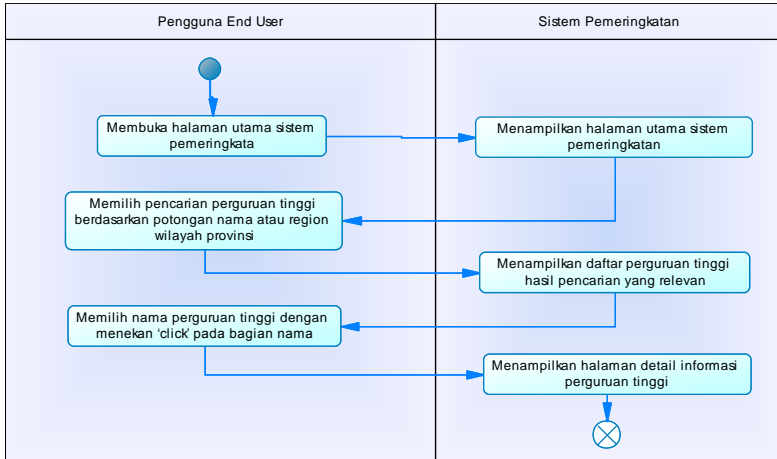 Pengguna End User
Sistem Pemeringkatan
Membuka halaman utama sistem
pemeringkata
Menampilkan halaman utama sistem
pemeringkatan
Memilih pencarian perguruan tinggi
berdasarkan potongan nama atau region
wilayah provinsi
Menampilkan daftar perguruan tinggi
hasil pencarian yang relevan
Memilih nama perguruan tinggi dengan
menekan ‘click’ pada bagian nama
Menampilkan halaman detail informasi
perguruan tinggi